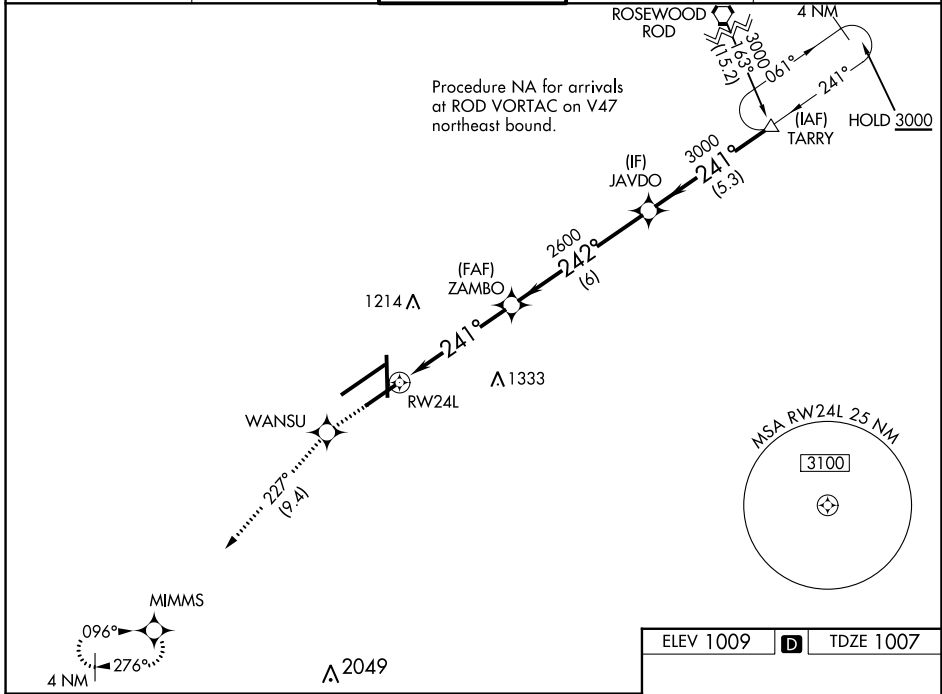 ROSEWOOD
ROD
3000
163°
(15.2)
4 NM
061°
241°
HOLD 3000
(IAF)
TARRY
Procedure NA for arrivals
at ROD VORTAC on V47
northeast bound.
3000
241°
(5.3)
(IF)
JAVDO
2600
242°
(6)
(FAF)
ZAMBO
1214
241°
1333
RW24L
WANSU
227°
(9.4)
MSA RW24L 25 NM
3100
MIMMS
096°
276°
4 NM
2049
ELEV 1009 D TDZE 1007